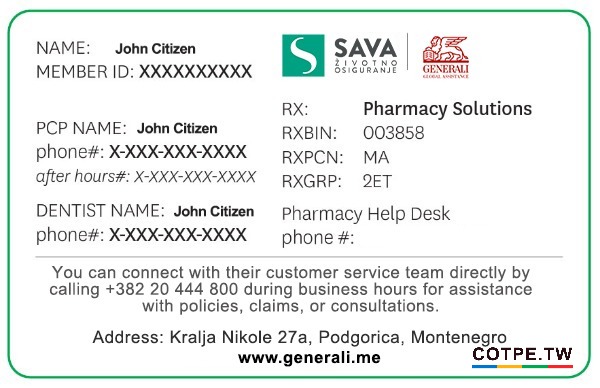 NAME: John Citizen
MEMBER ID: XXXXXXXXXX
SAVA
ŽIVOTNO
OSIGURANJE
GENERALI
GLOBAL ASSISTANCE
PCP NAME: John Citizen
phone#: X-XXX-XXX-XXXX
after hours#: X-XXX-XXX-XXXX
DENTIST NAME: John Citizen
phone#: X-XXX-XXX-XXXX
RX: Pharmacy Solutions
RXBIN: 003858
RXPCN: MA
RXGRP: 2ET
Pharmacy Help Desk
phone #:
You can connect with their customer service team directly by
calling +382 20 444 800 during business hours for assistance
with policies, claims, or consultations.
Address: Kralja Nikole 27a, Podgorica, Montenegro
www.generali.me
COTPE.TW